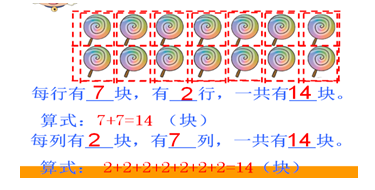 每行有 7 块，有 2 行，一共有14 块。
算式：7+7=14 （块）
每列有 2 块，有7 列，一共有14 块。
算式： 2+2+2+2+2+2+2=14（块）